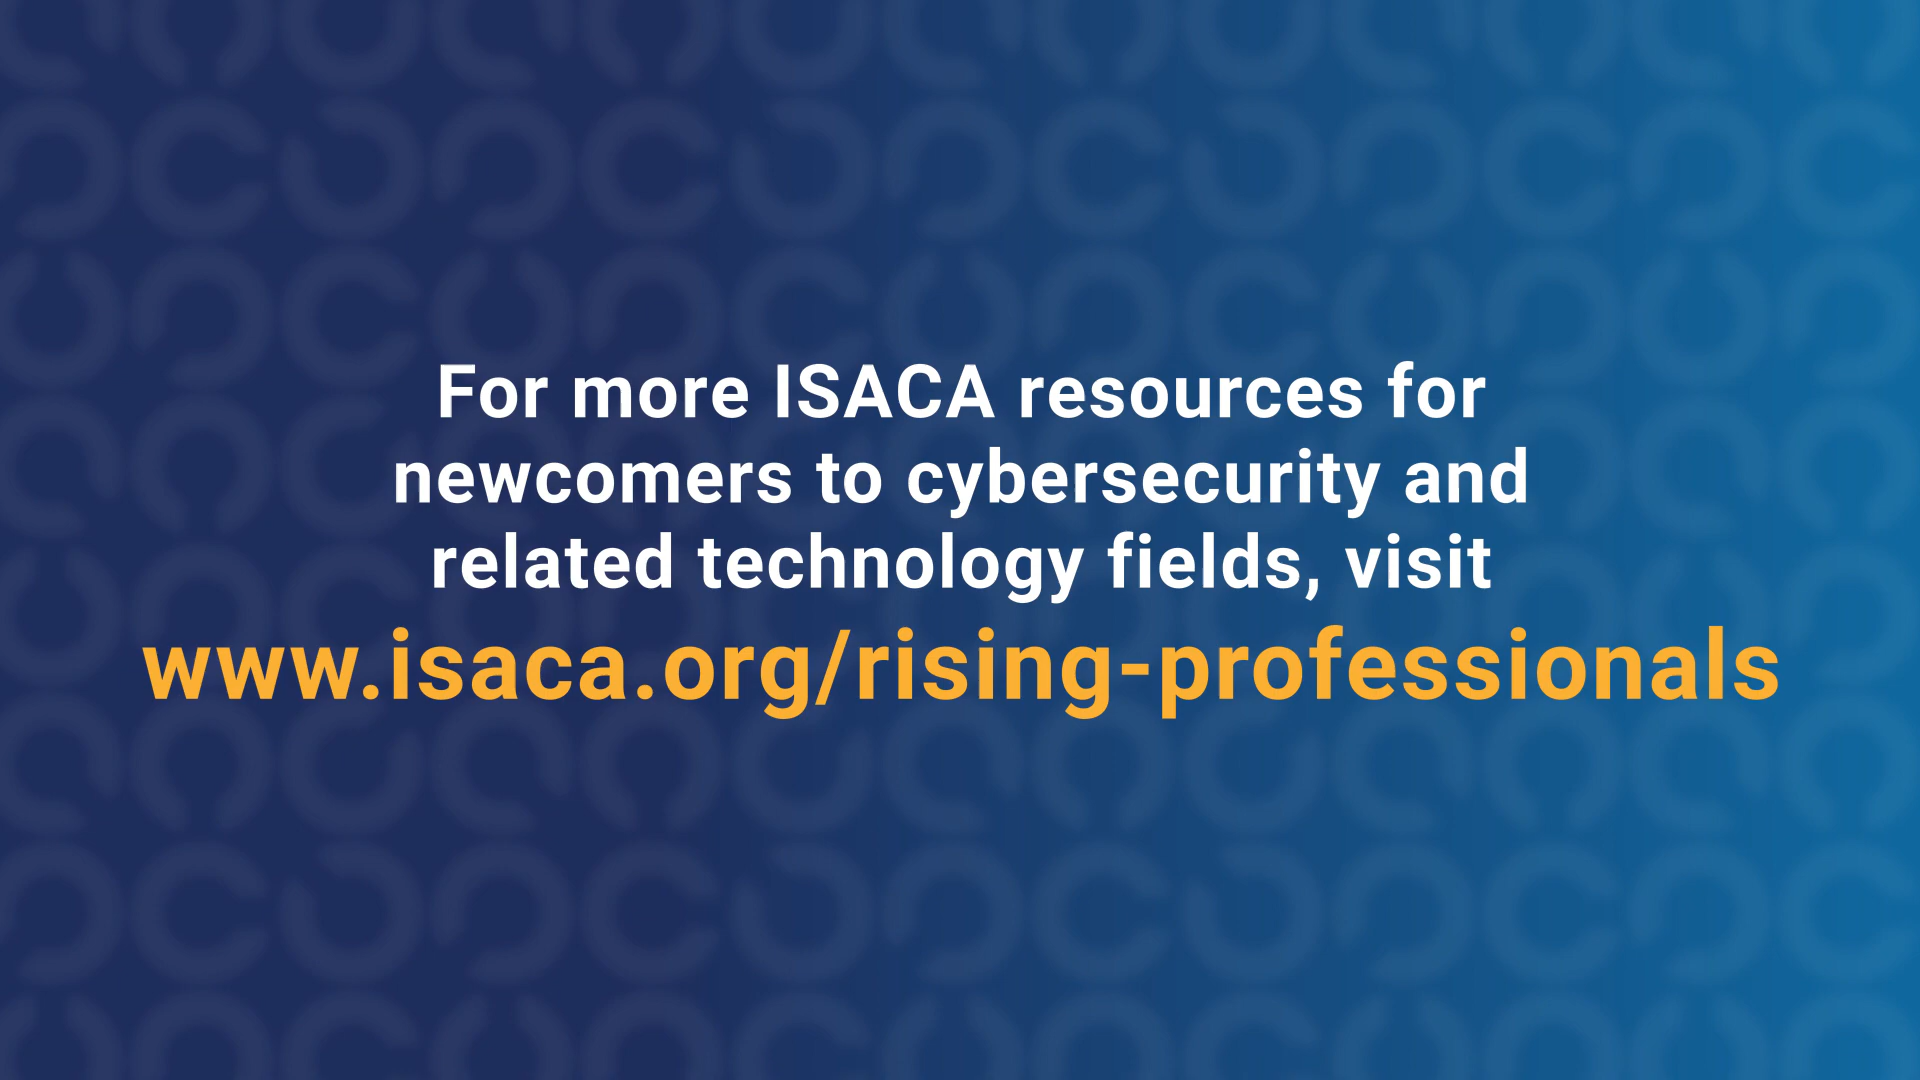 For more ISACA resources for
newcomers to cybersecurity and
related technology fields, visit
www.isaca.org/rising-professionals